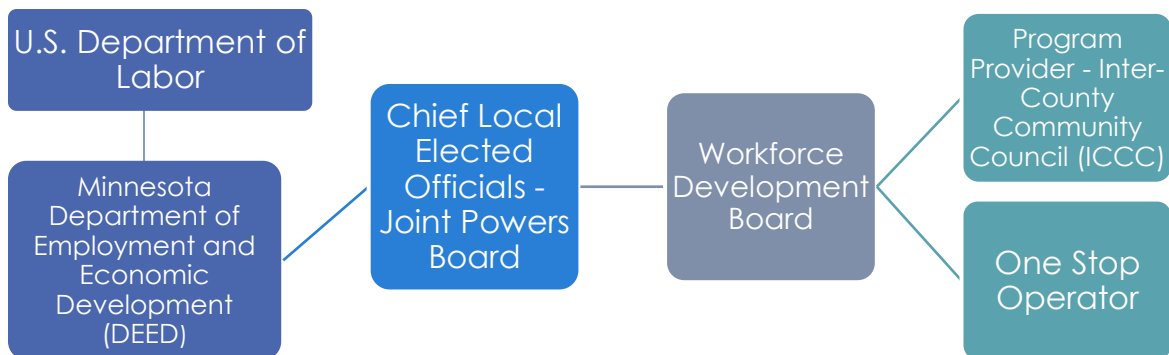 U.S. Department of
Labor
Minnesota
Department of
Employment and
Economic
Development
(DEED)
Chief Local
Elected
Officials -
Joint Powers
Board
Workforce
Development
Board
Program
Provider - Inter-
County
Community
Council (ICCC)
One Stop
Operator